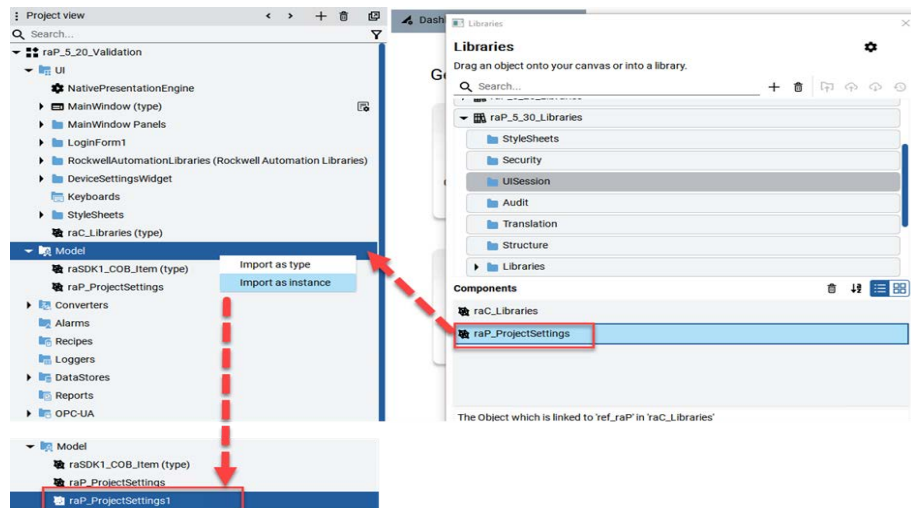 Project view
Search...
raP_5_20_Validation
UI
NativePresentationEngine
MainWindow (type)
MainWindow Panels
LoginForm1
RockwellAutomationLibraries (Rockwell Automation Libraries)
DeviceSettingsWidget
Keyboards
StyleSheets
raC_Libraries (type)
Model
Import as type
Import as instance
raSDK1_COB_Item (type)
raP_ProjectSettings
Converters
Alarms
Recipes
Loggers
DataStores
Reports
OPC-UA
Model
raSDK1_COB_Item (type)
raP_ProjectSettings
raP_ProjectSettings1
Dash
Libraries
Libraries
Drag an object onto your canvas or into a library.
Search...
raP_5_30_Libraries
StyleSheets
Security
UISession
Audit
Translation
Structure
Libraries
Components
raC_Libraries
raP_ProjectSettings
The Object which is linked to 'ref_raP' in 'raC_Libraries'